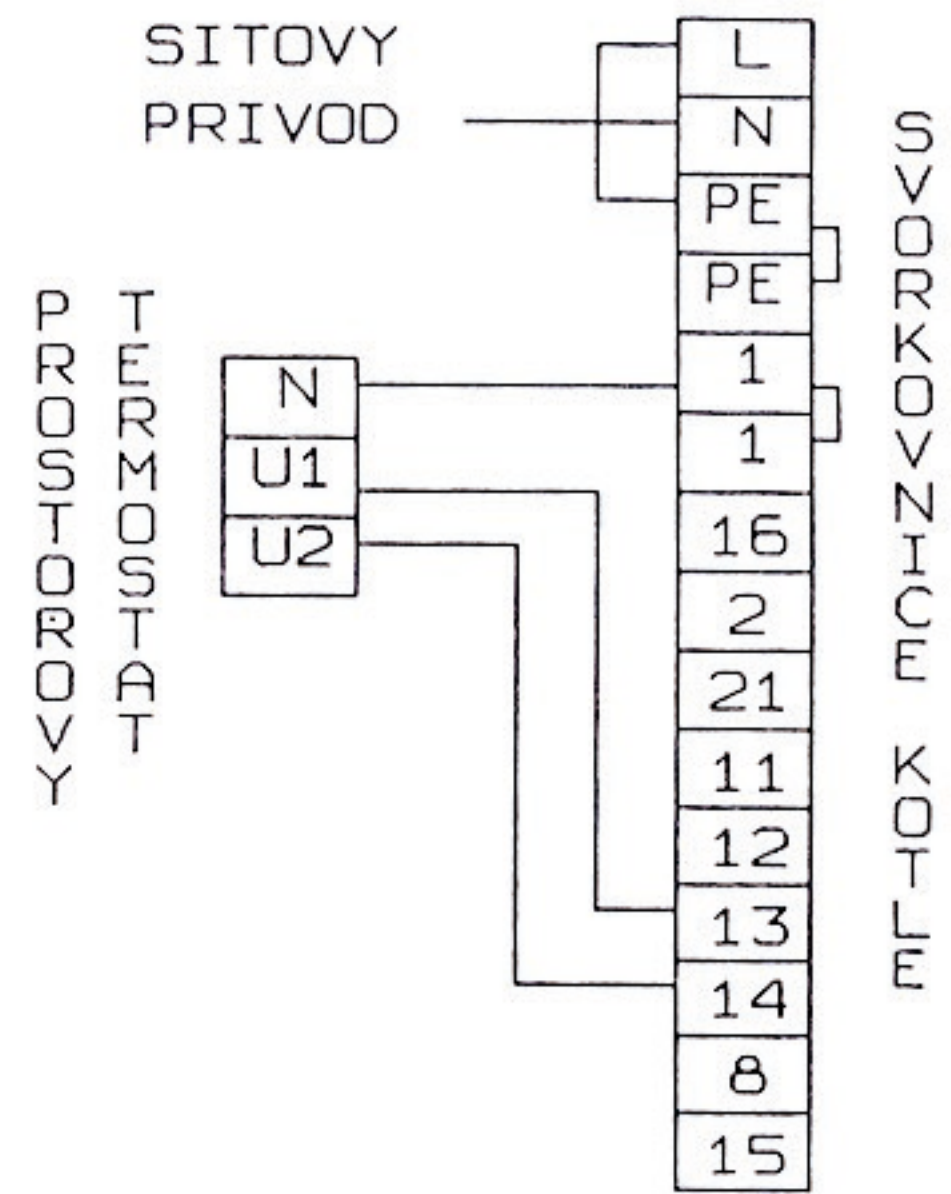 SITOVY
PRIVOD
PROSTOROVY
TERMOSTAT
N
U1
U2
L
N
PE
PE
1
1
16
2
21
11
12
13
14
8
15
SVORKOVNICE KOTLE